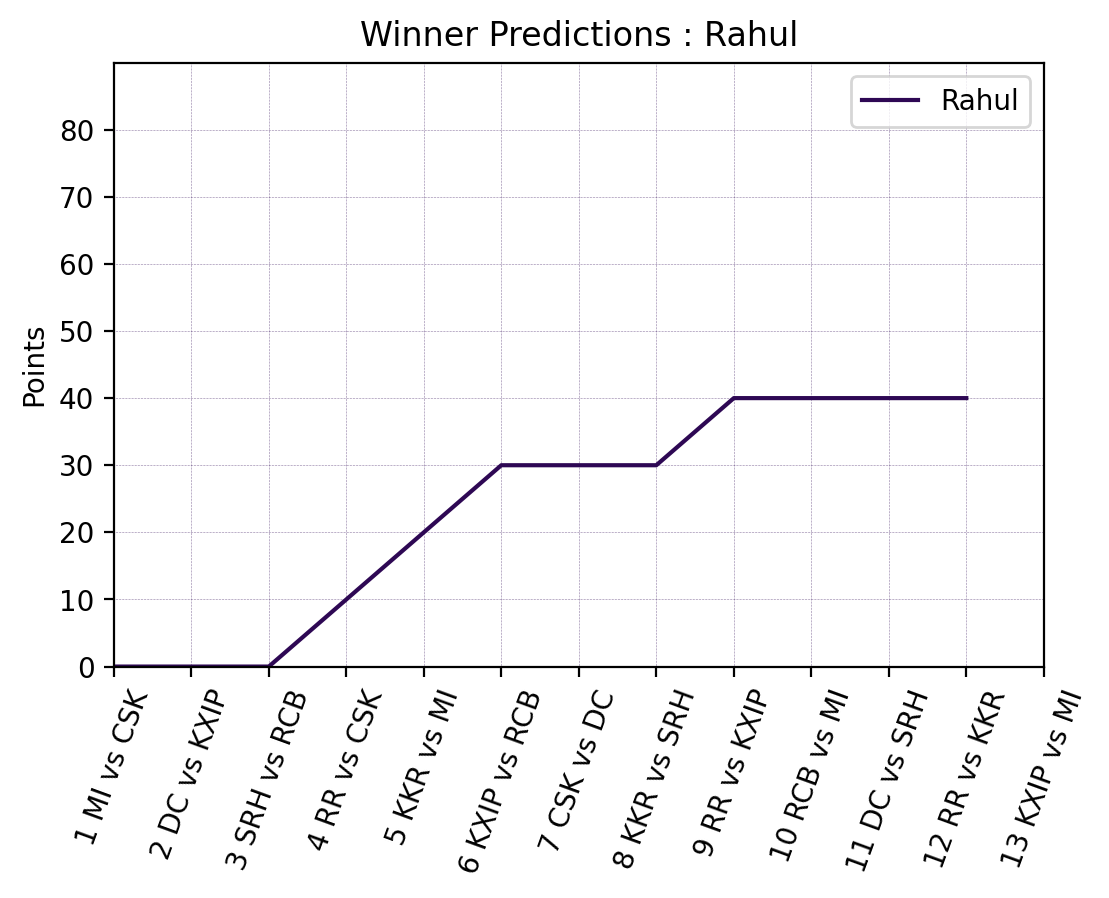 Winner Predictions : Rahul
Rahul
Points
80
70
60
50
40
30
20
10
0
1 MI vs CSK
2 DC vs KXIP
3 SRH vs RCB
4 RR vs CSK
5 KKR vs MI
6 KXIP vs RCB
7 CSK vs DC
8 KKR vs SRH
9 RR vs KXIP
10 RCB vs MI
11 DC vs SRH
12 RR vs KKR
13 KXIP vs MI